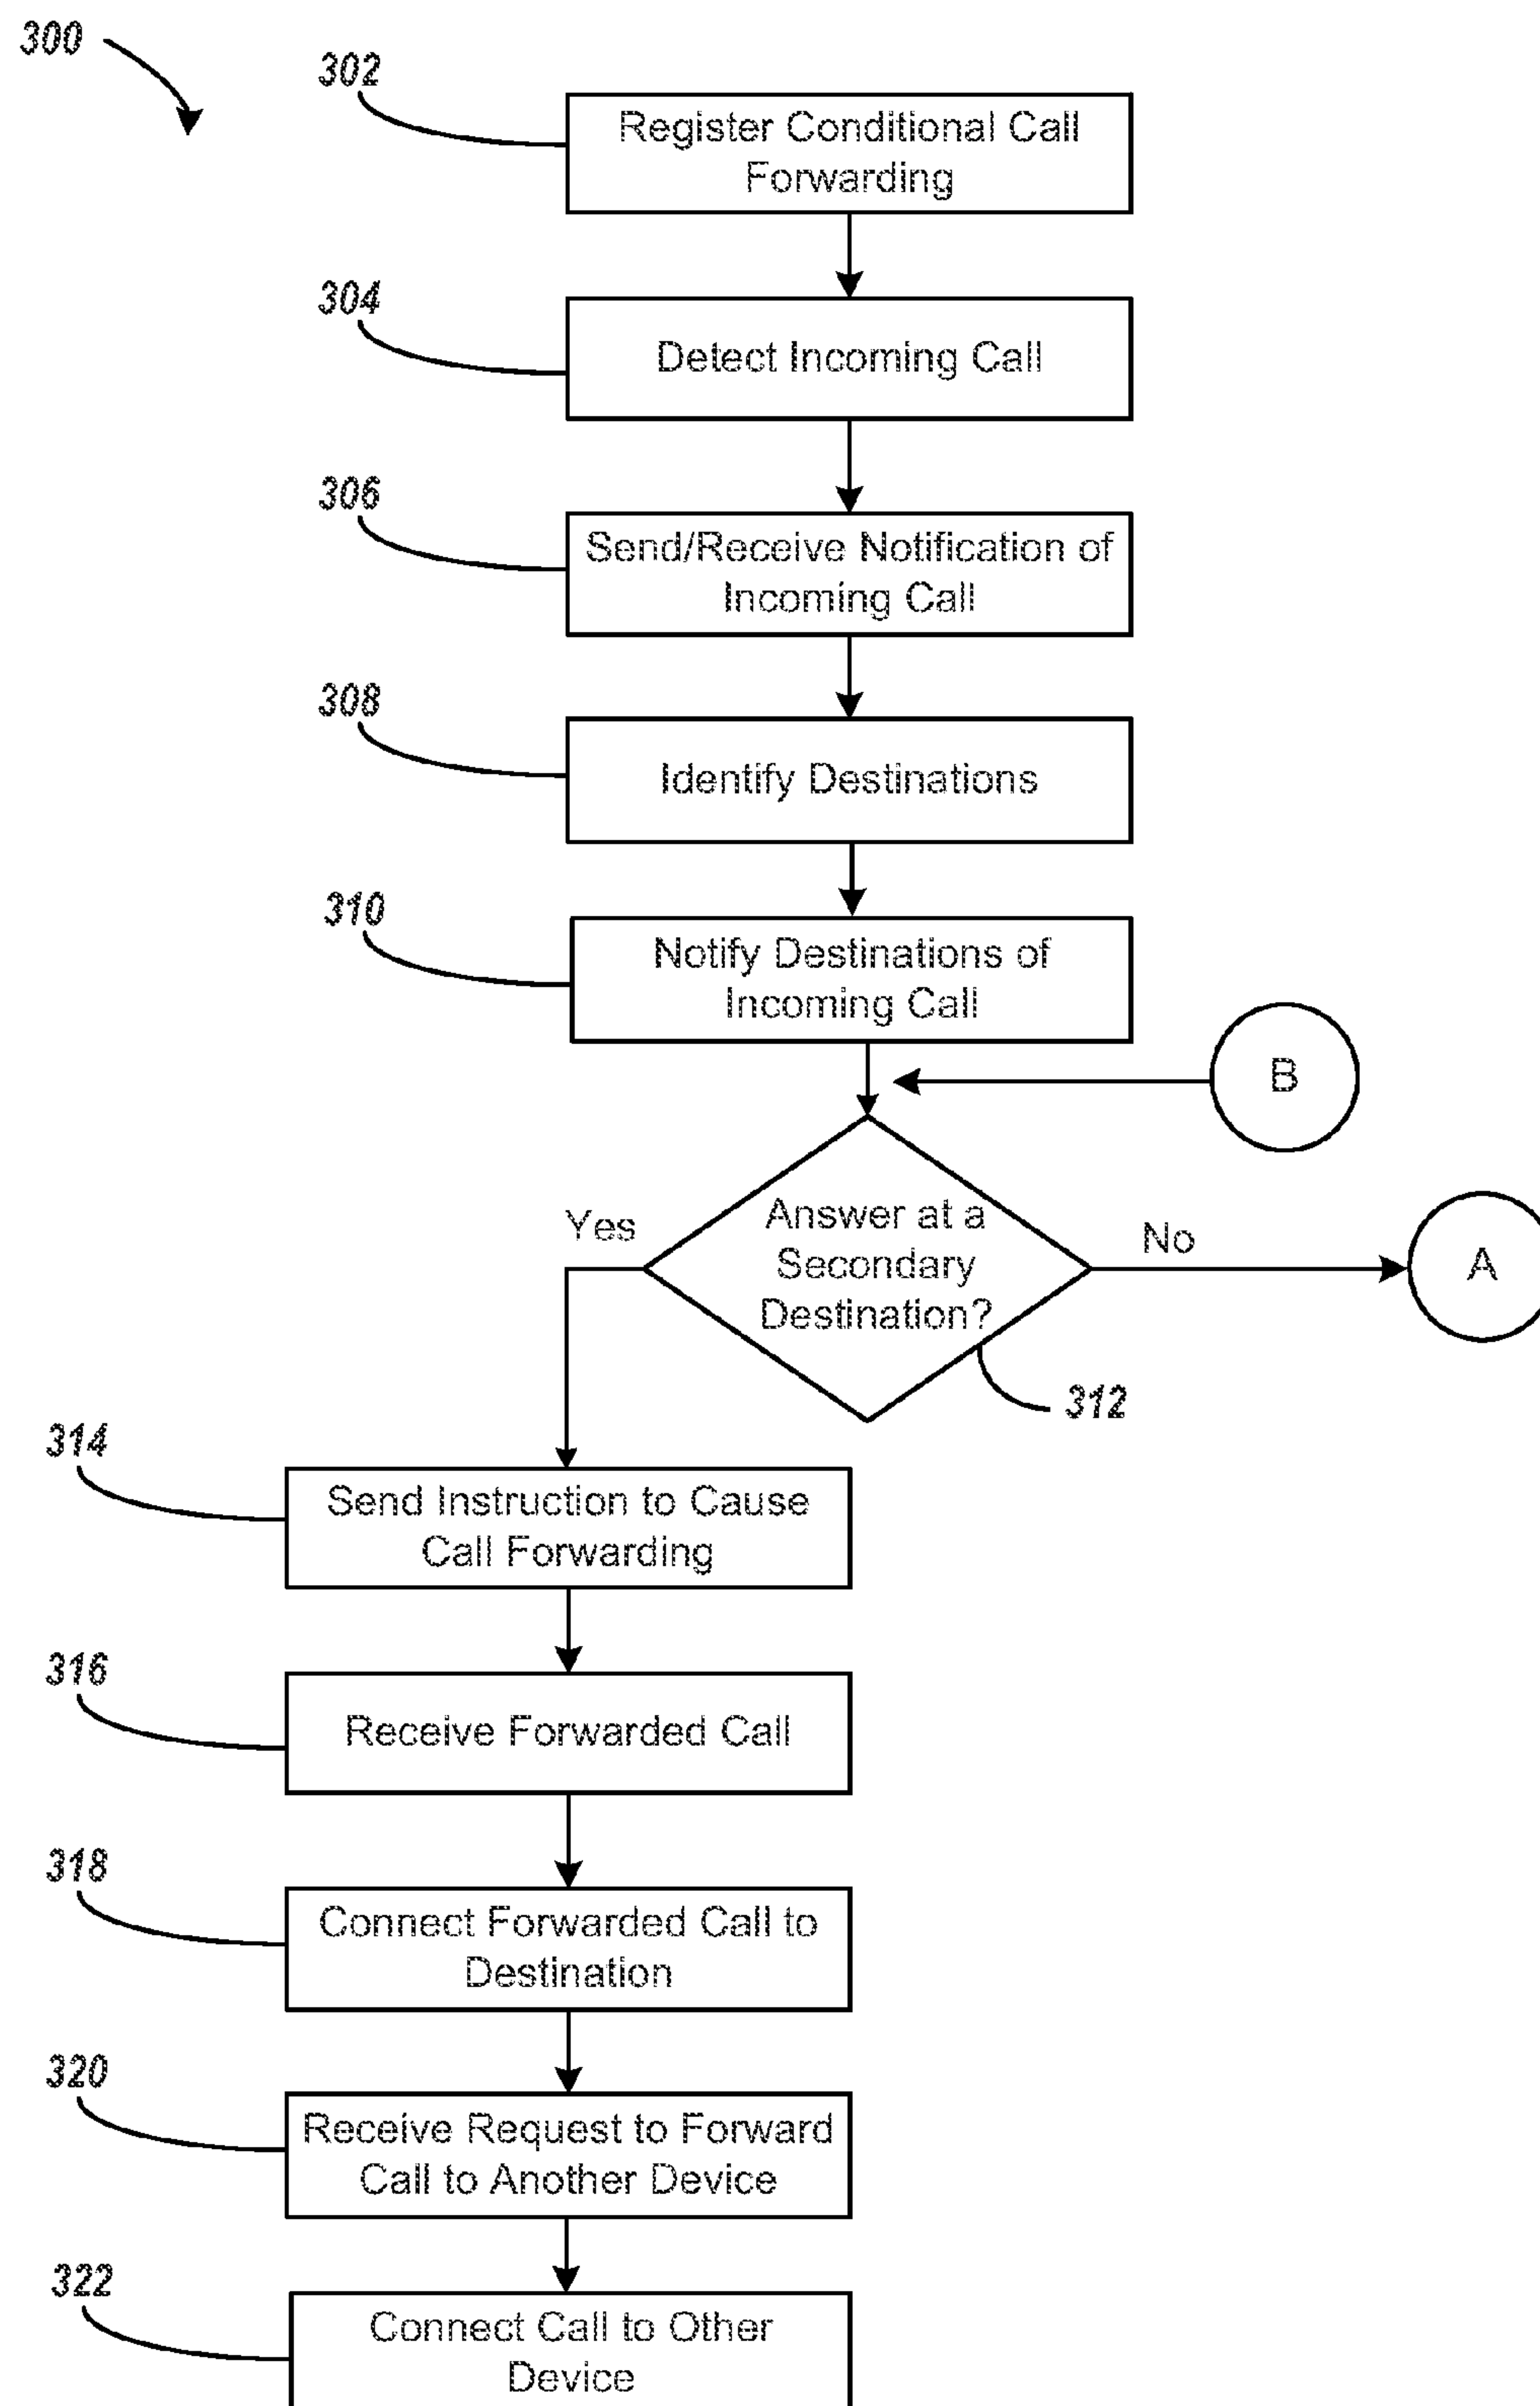 300
302
Register Conditional Call
Forwarding
304
Detect Incoming Call
306
Send/Receive Notification of
Incoming Call
308
Identify Destinations
310
Notify Destinations of
Incoming Call
B
Yes
Answer at a
Secondary
Destination?
No
A
312
314
Send Instruction to Cause
Call Forwarding
316
Receive Forwarded Call
318
Connect Forwarded Call to
Destination
320
Receive Request to Forward
Call to Another Device
322
Connect Call to Other
Device